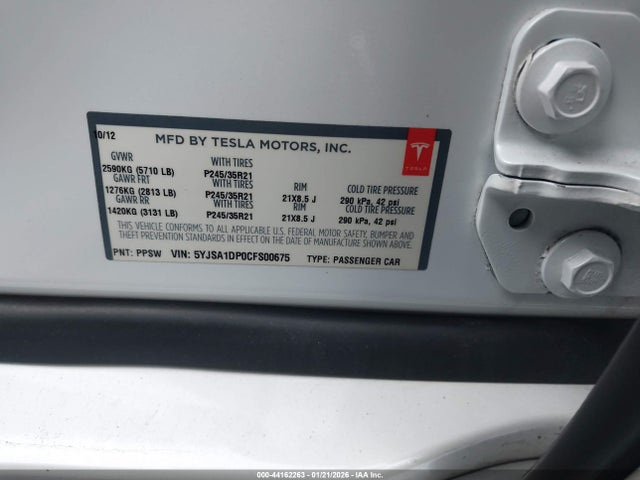 10/12
MFD BY TESLA MOTORS, INC.
GVWR WITH TIRES
2590KG (5710 LB) P245/35R21 RIM COLD TIRE PRESSURE
GAWR FRT WITH TIRES
1276KG (2813 LB) P245/35R21 21X8.5 J 290 kPa, 42 psi
GAWR RR WITH TIRES RIM COLD TIRE PRESSURE
1420KG (3131 LB) P245/35R21 21X8.5 J 290 kPa, 42 psi
THIS VEHICLE CONFORMS TO ALL APPLICABLE U.S. FEDERAL MOTOR SAFETY, BUMPER AND
THEFT PREVENTION STANDARDS IN EFFECT ON THE DATE OF MANUFACTURE SHOWN ABOVE
PNT: PPSW VIN: 5YJSA1DP0CFS00675 TYPE: PASSENGER CAR
TESLA
000-44162263 - 01/21/2026 - IAA Inc.